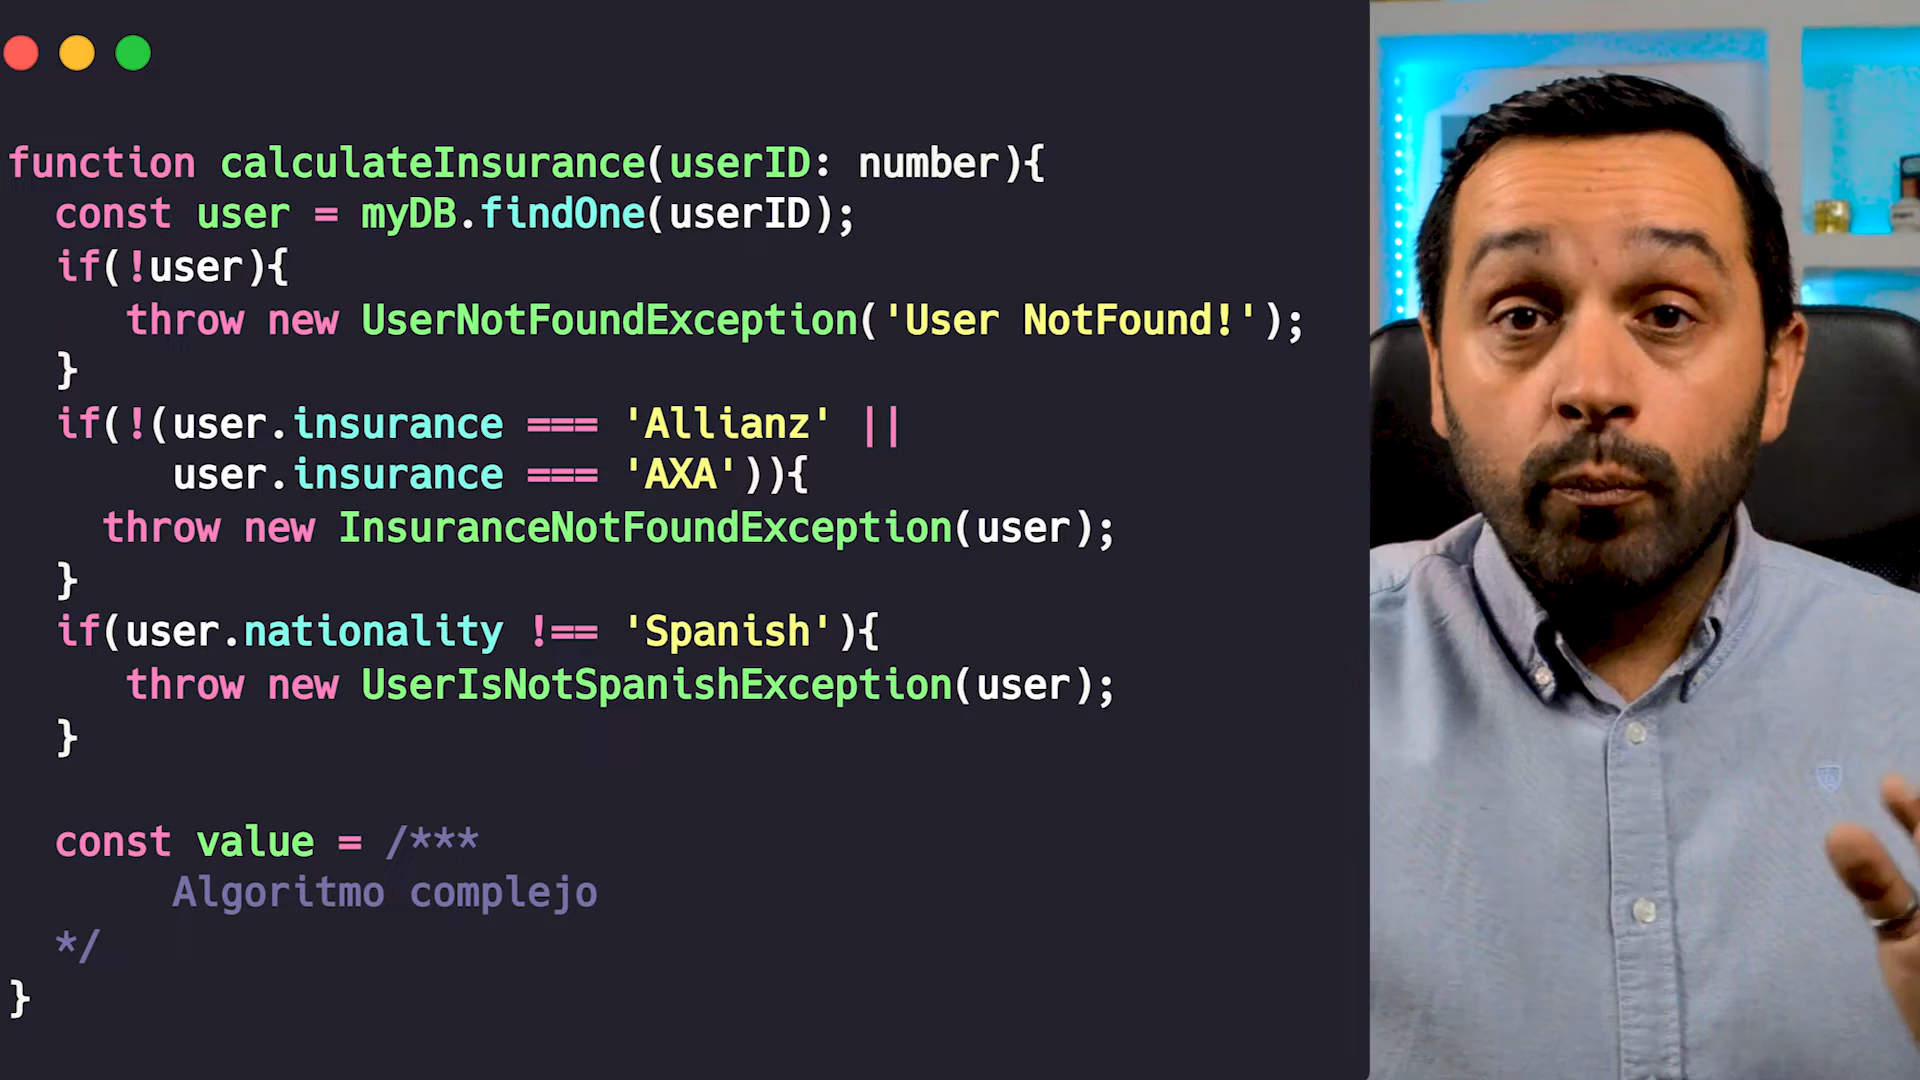 function calculateInsurance(userID: number){
const user = myDB.findOne(userID);
if(!user){
throw new UserNotFoundException('User NotFound!');
}
if(!(user.insurance === 'Allianz' ||
user.insurance === 'AXA')){
throw new InsuranceNotFoundException(user);
}
if(user.nationality !== 'Spanish'){
throw new UserIsNotSpanishException(user);
}
const value = /***
Algoritmo complejo
*/
}